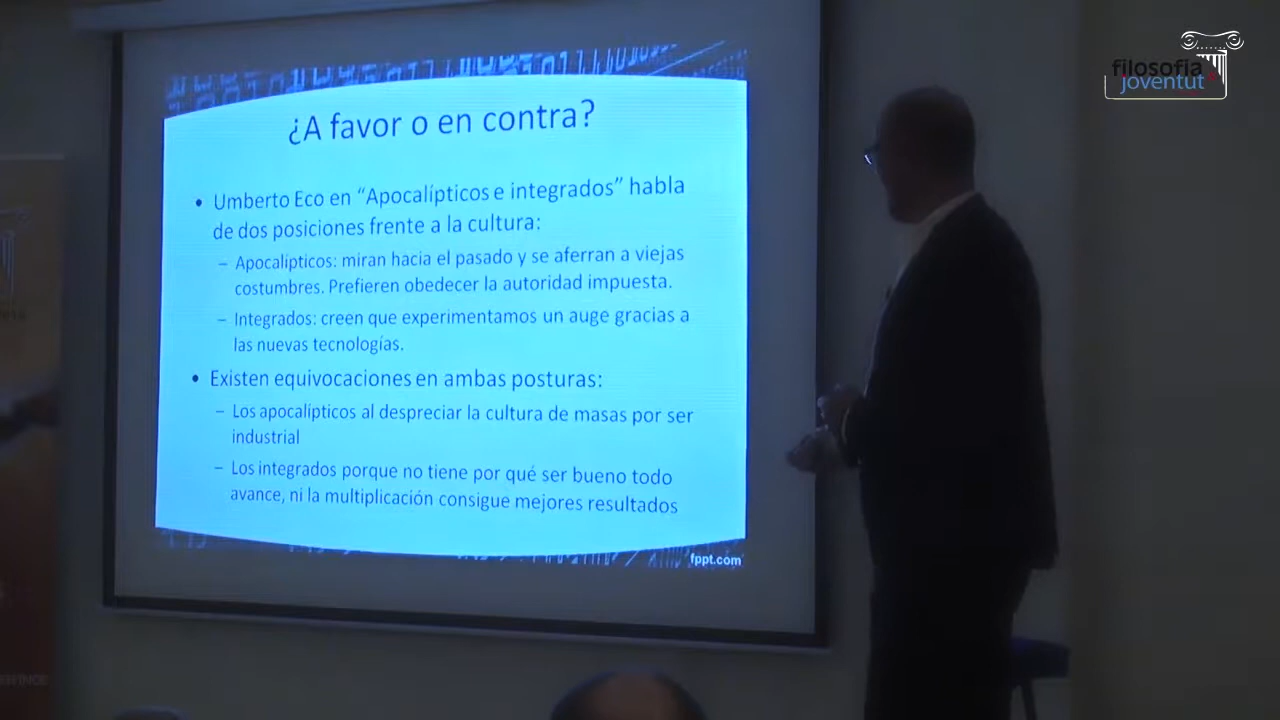 filosofia
joventut
¿A favor o en contra?
• Umberto Eco en “Apocalípticos e integrados” habla
de dos posiciones frente a la cultura:
– Apocalipticos: miran hacia el pasado y se aferran a viejas
costumbres. Prefieren obedecer la autoridad impuesta.
– Integrados: creen que experimentamos un auge gracias a
las nuevas tecnologías.
• Existen equivocaciones en ambas posturas:
– Los apocalípticos al despreciar la cultura de masas por ser
industrial
– Los integrados porque no tiene por qué ser bueno todo
avance, ni la multiplicación consigue mejores resultados
fppt.com